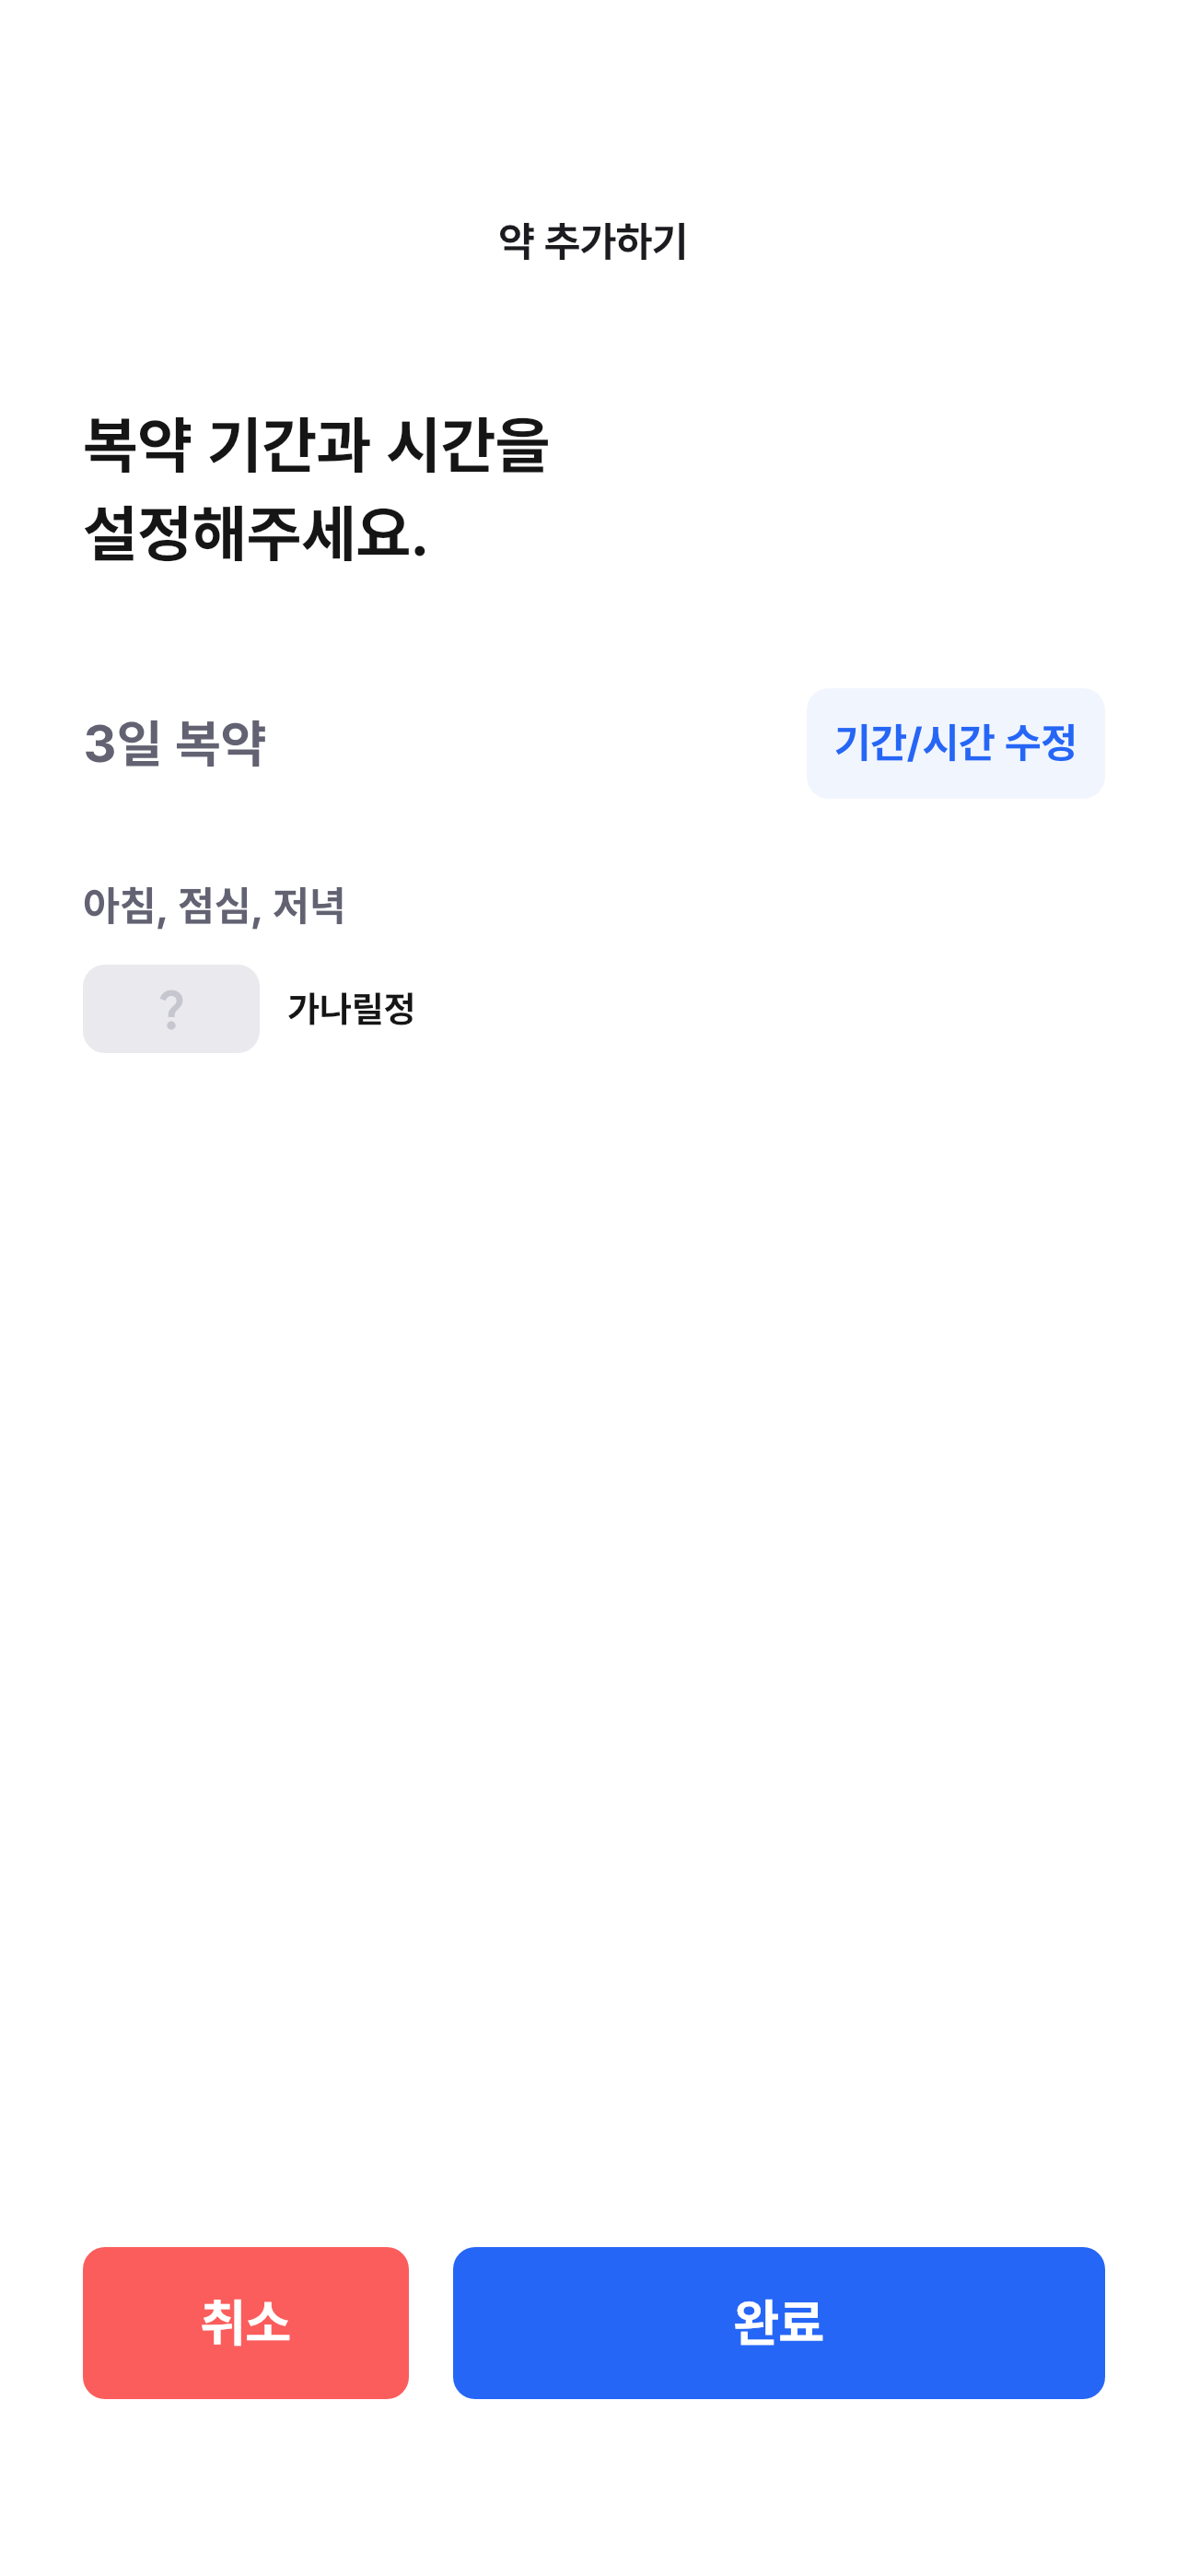 약 추가하기
복약 기간과 시간을
설정해주세요.
3일 복약
기간/시간 수정
아침, 점심, 저녁
?
가나릴정
취소
완료